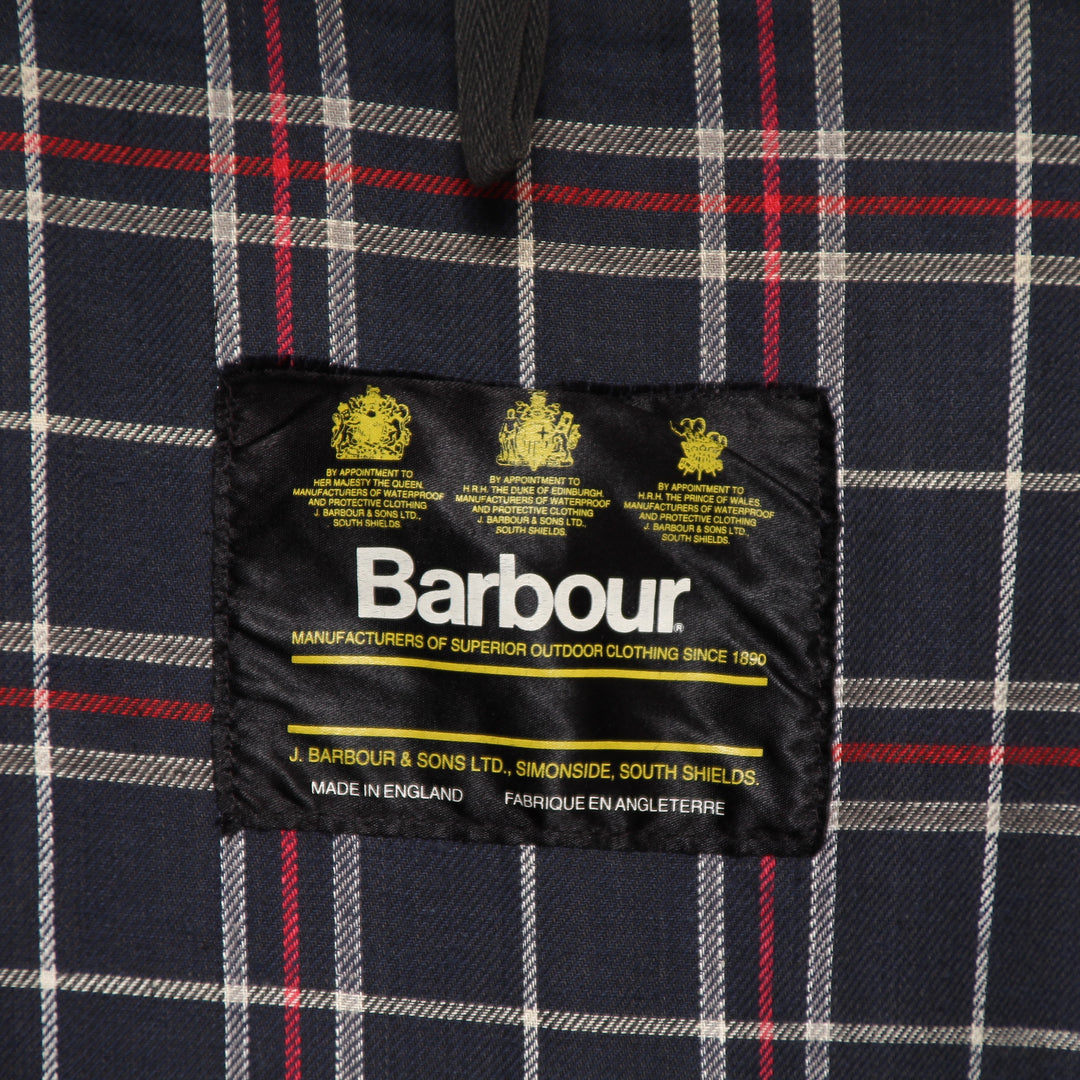 BY APPOINTMENT TO
HER MAJESTY THE QUEEN
MANUFACTURERS OF WATERPROOF
AND PROTECTIVE CLOTHING
J. BARBOUR & SONS LTD.,
SOUTH SHIELDS.
BY APPOINTMENT TO
H.R.H. THE DUKE OF EDINBURGH.
MANUFACTURERS OF WATERPROOF
AND PROTECTIVE CLOTHING
J. BARBOUR & SONS LTD.,
SOUTH SHIELDS.
BY APPOINTMENT TO
H.R.H. THE PRINCE OF WALES.
MANUFACTURERS OF WATERPROOF
AND PROTECTIVE CLOTHING
J. BARBOUR & SONS LTD.,
SOUTH SHIELDS.
Barbour®
MANUFACTURERS OF SUPERIOR OUTDOOR CLOTHING SINCE 1890
J. BARBOUR & SONS LTD., SIMONSIDE, SOUTH SHIELDS.
MADE IN ENGLAND FABRIQUE EN ANGLETERRE